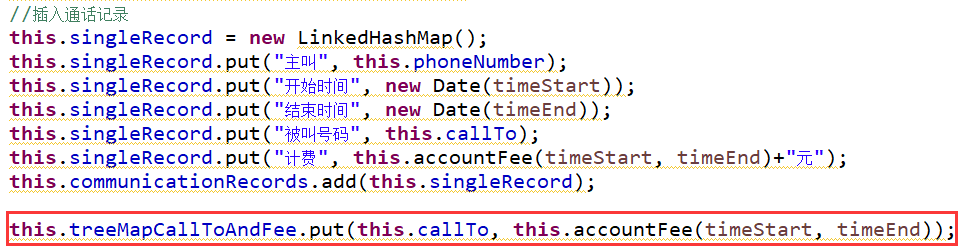 //插入通话记录
this.singleRecord = new LinkedHashMap();
this.singleRecord.put("主叫", this.phoneNumber);
this.singleRecord.put("开始时间", new Date(timeStart));
this.singleRecord.put("结束时间", new Date(timeEnd));
this.singleRecord.put("被叫号码", this.callTo);
this.singleRecord.put("计费", this.accountFee(timeStart, timeEnd)+"元");
this.communicationRecords.add(this.singleRecord);
this.treeMapCallToAndFee.put(this.callTo, this.accountFee(timeStart, timeEnd));